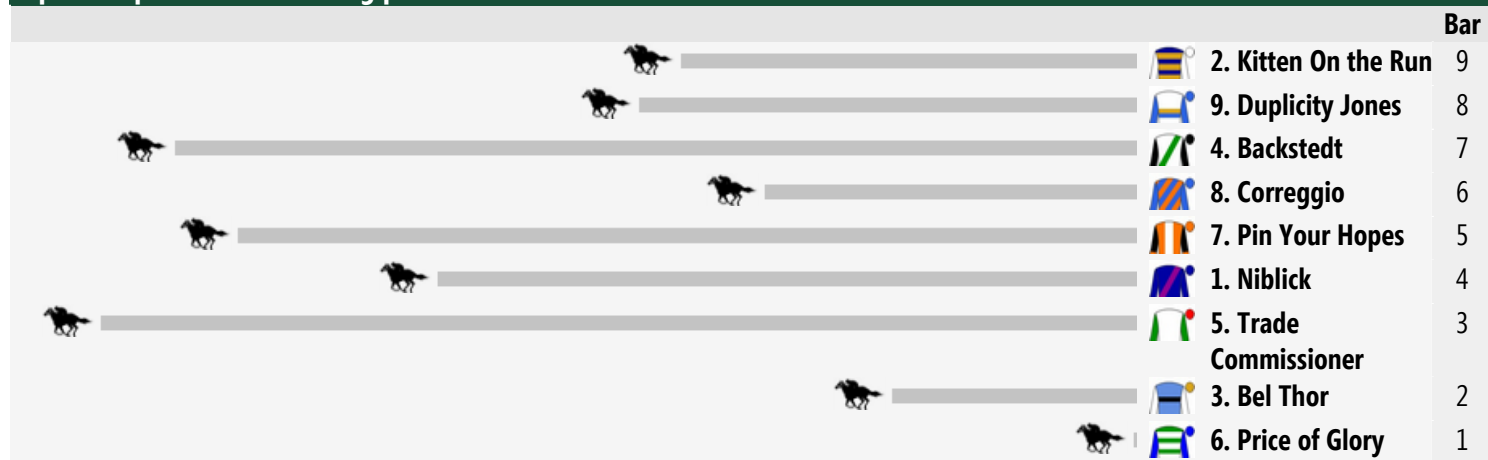 Bar
2. Kitten On the Run 9
9. Duplicity Jones 8
4. Backstedt 7
8. Correggio 6
7. Pin Your Hopes 5
1. Niblick 4
5. Trade 3
Commissioner
3. Bel Thor 2
6. Price of Glory 1